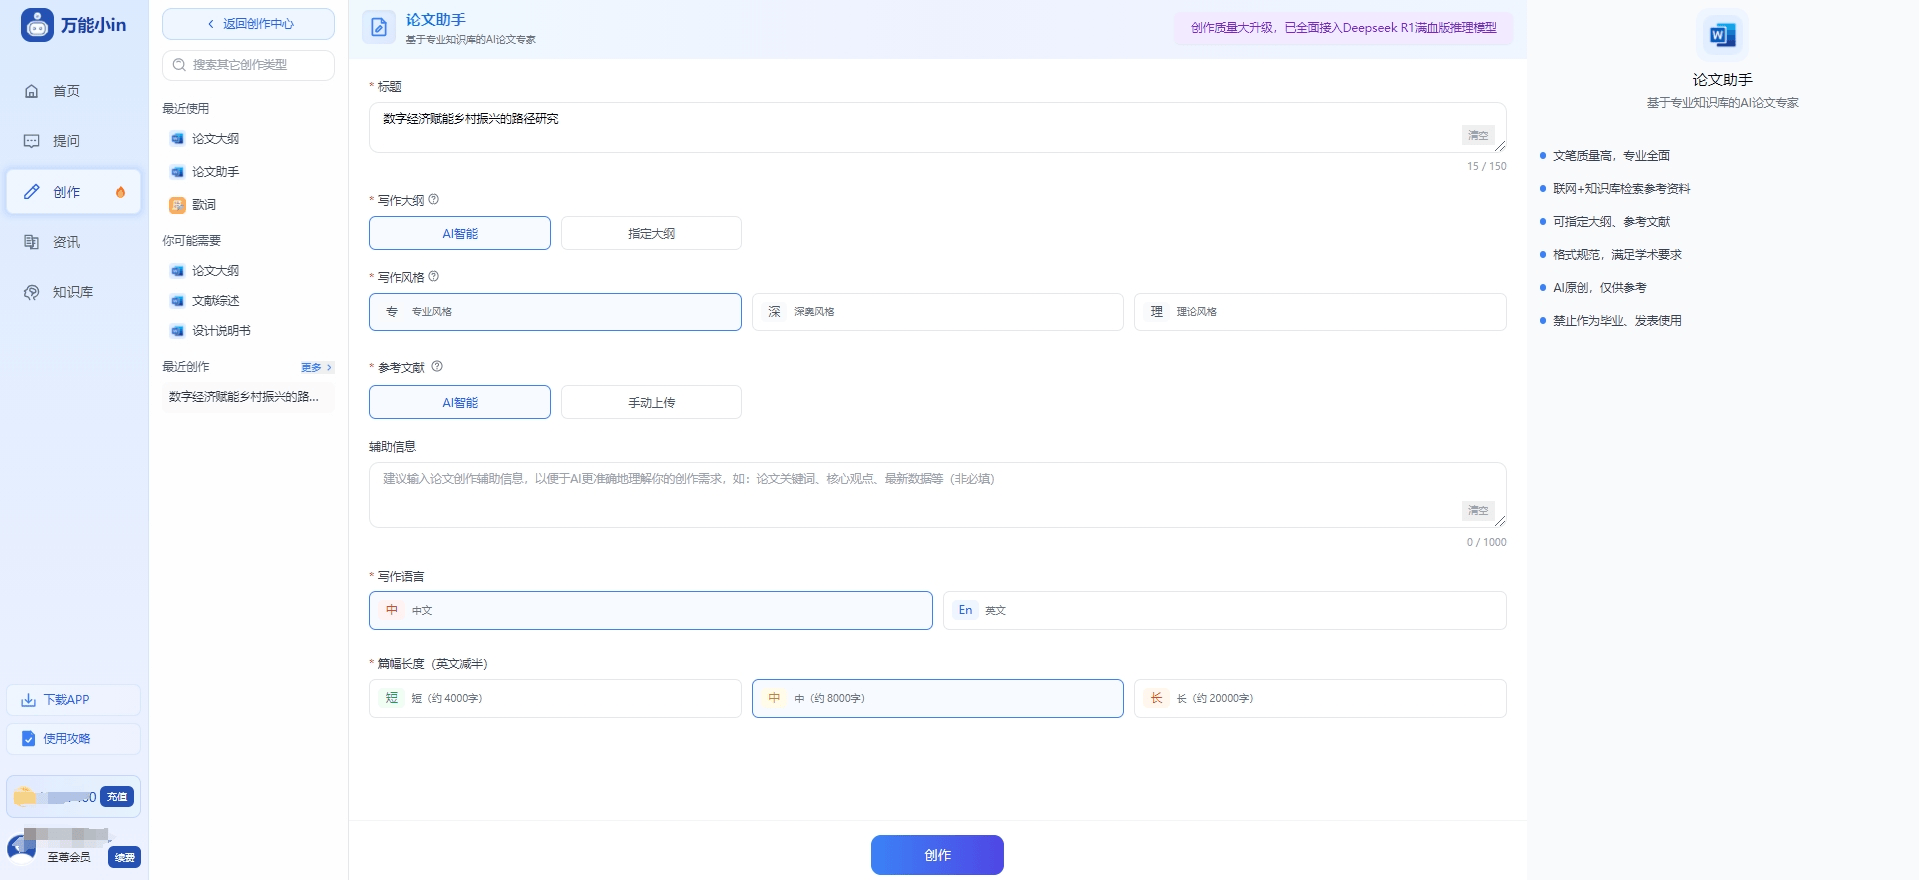 万能小in
首页
提问
创作
资讯
知识库
下载APP
使用攻略
充值
至尊会员
续费
返回创作中心
搜索其它创作类型
最近使用
论文大纲
论文助手
歌词
你可能需要
论文大纲
文献综述
设计说明书
最近创作
更多
数字经济赋能乡村振兴的路...
论文助手
基于专业知识库的AI论文专家
创作质量大升级，已全面接入Deepseek R1满血版推理模型
* 标题
数字经济赋能乡村振兴的路径研究
清空
15 / 150
* 写作大纲
AI智能
指定大纲
* 写作风格
专 专业风格
深 深奥风格
理 理论风格
* 参考文献
AI智能
手动上传
辅助信息
建议输入论文创作辅助信息，以便于AI更准确地理解你的创作需求，如：论文关键词、核心观点、最新数据等（非必填）
清空
0 / 1000
* 写作语言
中 中文
En 英文
* 篇幅长度（英文减半）
短 短（约 4000字）
中 中（约 8000字）
长 长（约 20000字）
创作
W
论文助手
基于专业知识库的AI论文专家
文笔质量高，专业全面
联网+知识库检索参考资料
可指定大纲、参考文献
格式规范，满足学术要求
AI原创，仅供参考
禁止作为毕业、发表使用